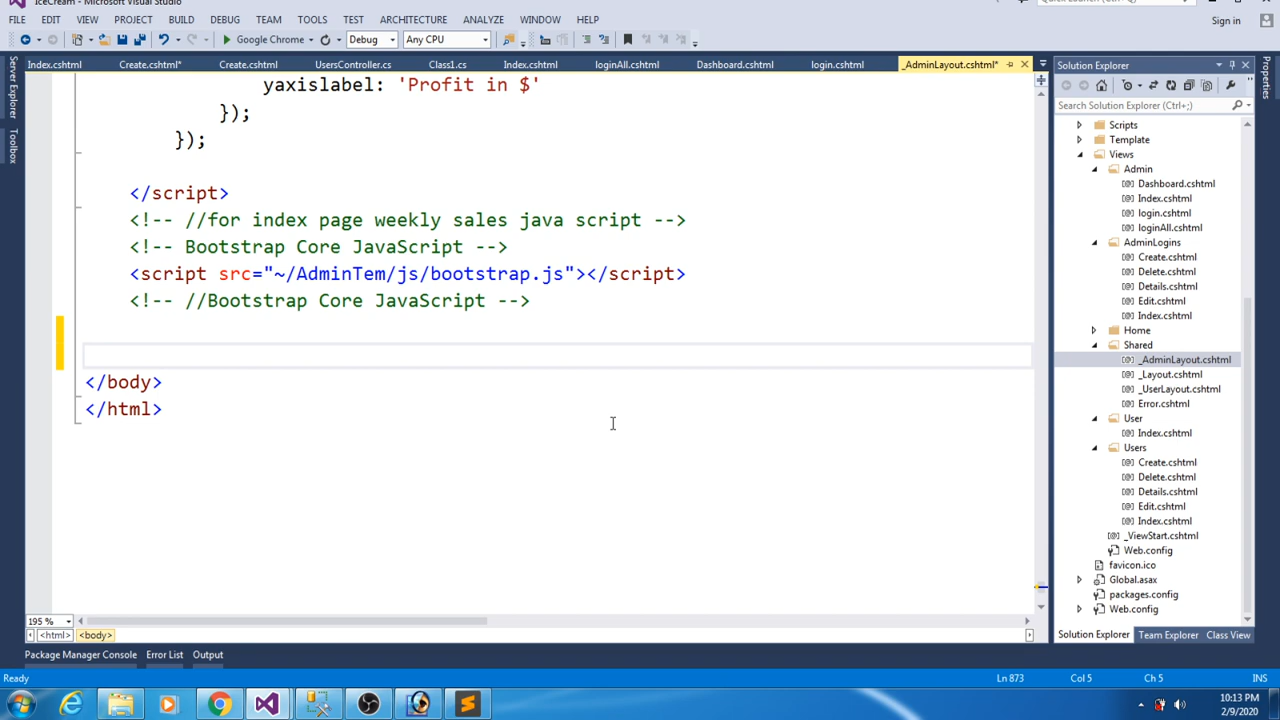 IceCream - Microsoft Visual Studio
FILE EDIT VIEW PROJECT BUILD DEBUG TEAM TOOLS TEST ARCHITECTURE ANALYZE WINDOW HELP Sign in
Google Chrome Debug Any CPU
Index.cshtml Create.cshtml* Create.cshtml UsersController.cs Class1.cs Index.cshtml loginAll.cshtml Dashboard.cshtml login.cshtml _AdminLayout.cshtml*
Server Explorer
Toolbox
yaxislabel: 'Profit in $'
});
});
</script>
<!-- //for index page weekly sales java script -->
<!-- Bootstrap Core JavaScript -->
<script src="~/AdminTem/js/bootstrap.js"></script>
<!-- //Bootstrap Core JavaScript -->
</body>
</html>
195 %
<html> <body>
Solution Explorer
Search Solution Explorer (Ctrl+;)
Scripts
Template
Views
Admin
Dashboard.cshtml
Index.cshtml
login.cshtml
loginAll.cshtml
AdminLogins
Create.cshtml
Delete.cshtml
Details.cshtml
Edit.cshtml
Index.cshtml
Home
Shared
_AdminLayout.cshtml
_Layout.cshtml
_UserLayout.cshtml
Error.cshtml
User
Index.cshtml
Users
Create.cshtml
Delete.cshtml
Details.cshtml
Edit.cshtml
Index.cshtml
_ViewStart.cshtml
Web.config
favicon.ico
Global.asax
packages.config
Web.config
Solution Explorer Team Explorer Class View
Properties
Package Manager Console Error List Output
Ready Ln 873 Col 5 Ch 5 INS
10:13 PM
2/9/2020